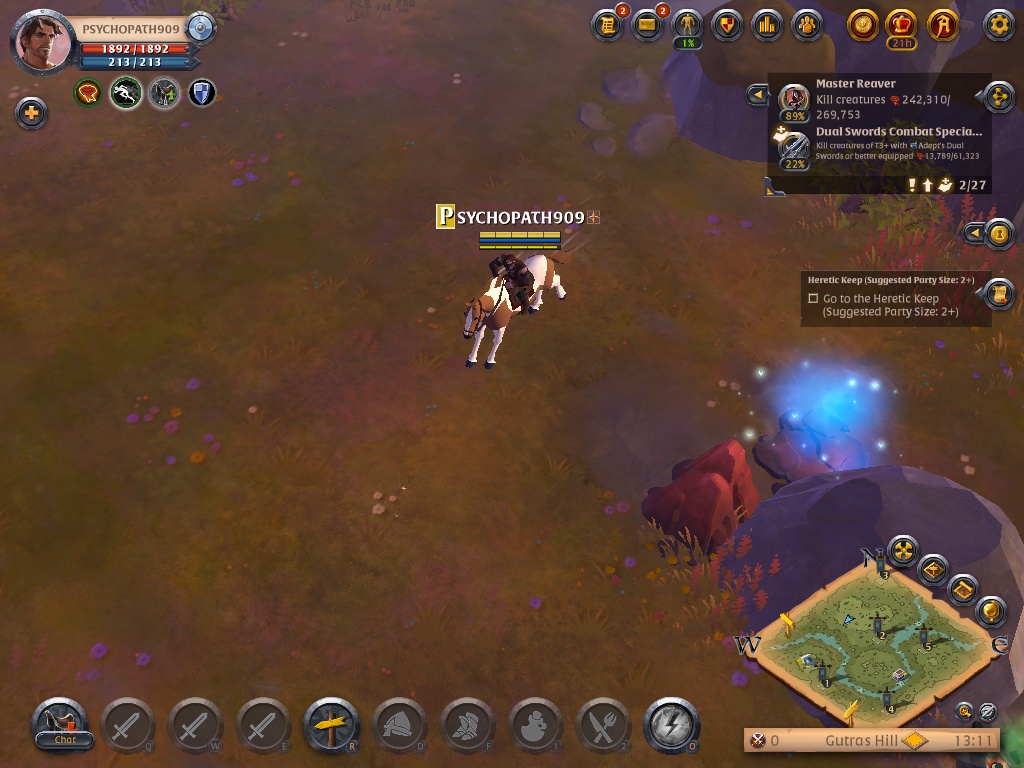 PSYCHOPATH909
1892 / 1892
213 / 213
2
2
1%
21h
Master Reaver
Kill creatures 242,310/
269,753
89%
Dual Swords Combat Specia...
Kill creatures of T3+ with Adept's Dual
Swords or better equipped 13,789/61,323
22%
2/27
PSYCHOPATH909
Heretic Keep (Suggested Party Size: 2+)
Go to the Heretic Keep
(Suggested Party Size: 2+)
N
W
E
3
2
5
1
4
Chat
Q
W
E
R
D
F
1
2
O
0
Gutras Hill
13:11